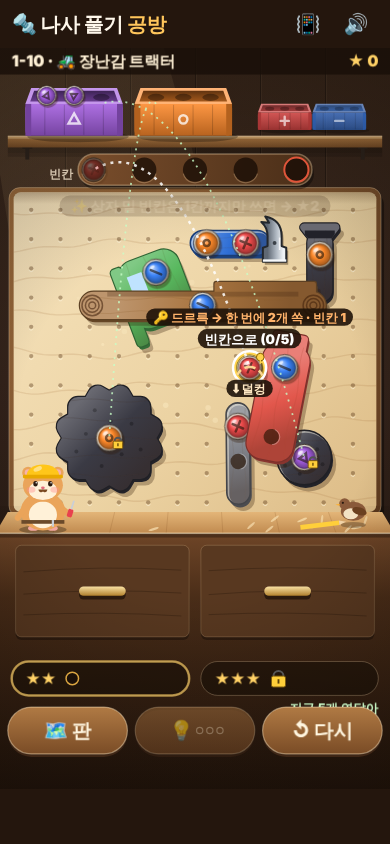 나사 풀기 공방
1-10 · 장난감 트랙터
★ 0
빈칸
드르륵 → 한 번에 2개 쏙 · 빈칸 1
빈칸으로 (0/5)
⬇덜컹
★★
★★★
판
다시